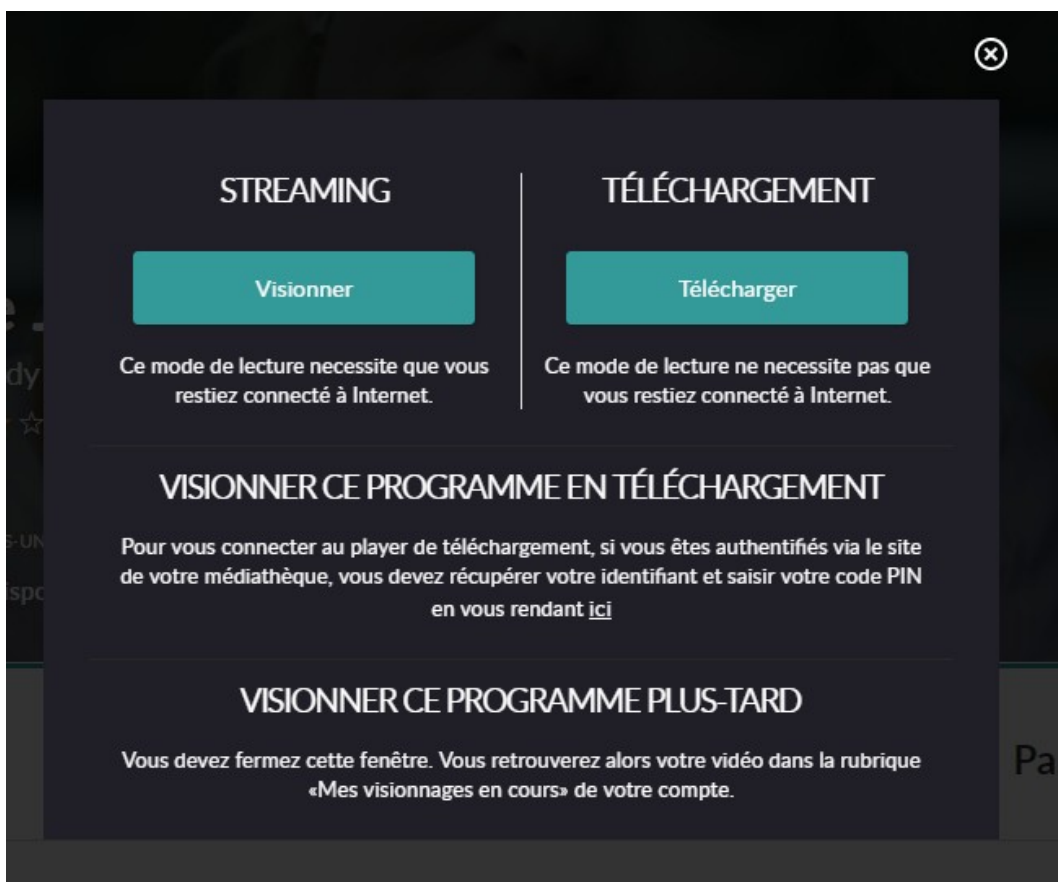 STREAMING
TÉLÉCHARGEMENT
Visionner
Télécharger
Ce mode de lecture necessite que vous
restiez connecté à Internet.
Ce mode de lecture ne necessite pas que
vous restiez connecté à Internet.
VISIONNER CE PROGRAMME EN TÉLÉCHARGEMENT
Pour vous connecter au player de téléchargement, si vous êtes authentifiés via le site
de votre médiathèque, vous devez récupérer votre identifiant et saisir votre code PIN
en vous rendant ici
VISIONNER CE PROGRAMME PLUS-TARD
Vous devez fermez cette fenêtre. Vous retrouverez alors votre vidéo dans la rubrique
«Mes visionnages en cours» de votre compte.